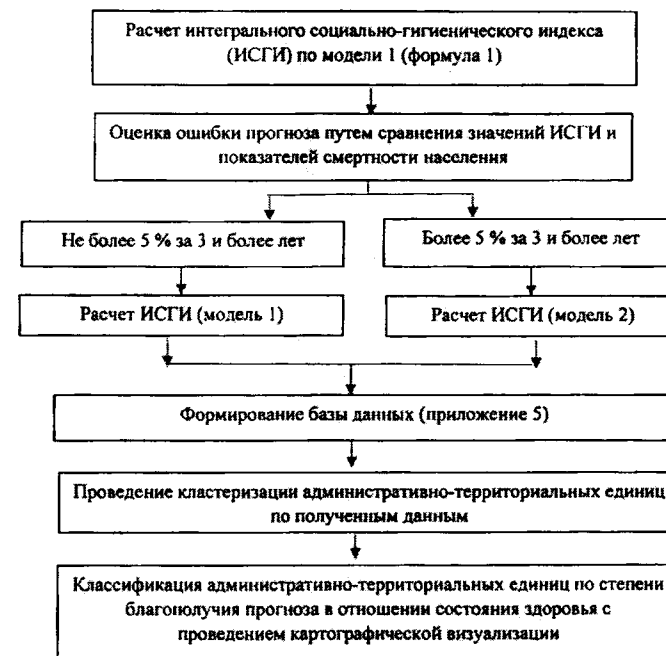 Расчет интегрального социально-гигиенического индекса
(ИСГИ) по модели 1 (формула 1)
Оценка ошибки прогноза путем сравнения значений ИСГИ и
показателей смертности населения
Не более 5 % за 3 и более лет
Более 5 % за 3 и более лет
Расчет ИСГИ (модель 1)
Расчет ИСГИ (модель 2)
Формирование базы данных (приложение 5)
Проведение кластеризации административно-территориальных единиц
по полученным данным
Классификация административно-территориальных единиц по степени
благополучия прогноза в отношении состояния здоровья с
проведением картографической визуализации